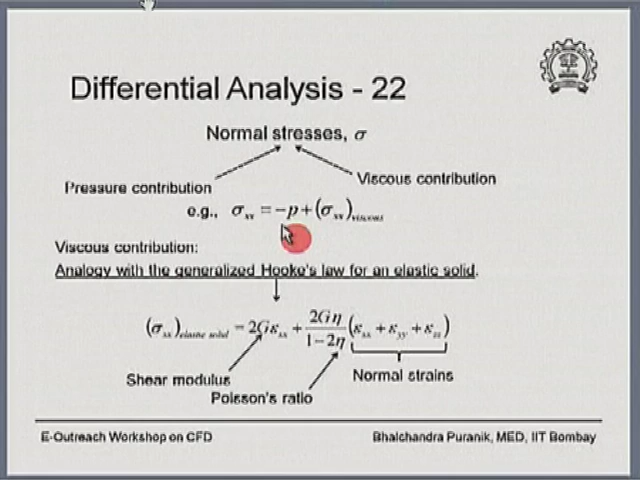 Differential Analysis - 22
Normal stresses, σ
Pressure contribution
Viscous contribution
e.g., σxx = -p + (σxx)viscous
Viscous contribution:
Analogy with the generalized Hooke's law for an elastic solid.
(σxx)elastic solid = 2Gεxx + 2Gη / 1-2η (εxx + εyy + εzz)
Shear modulus
Poisson's ratio
Normal strains
E-Outreach Workshop on CFD
Bhalchandra Puranik, MED, IIT Bombay